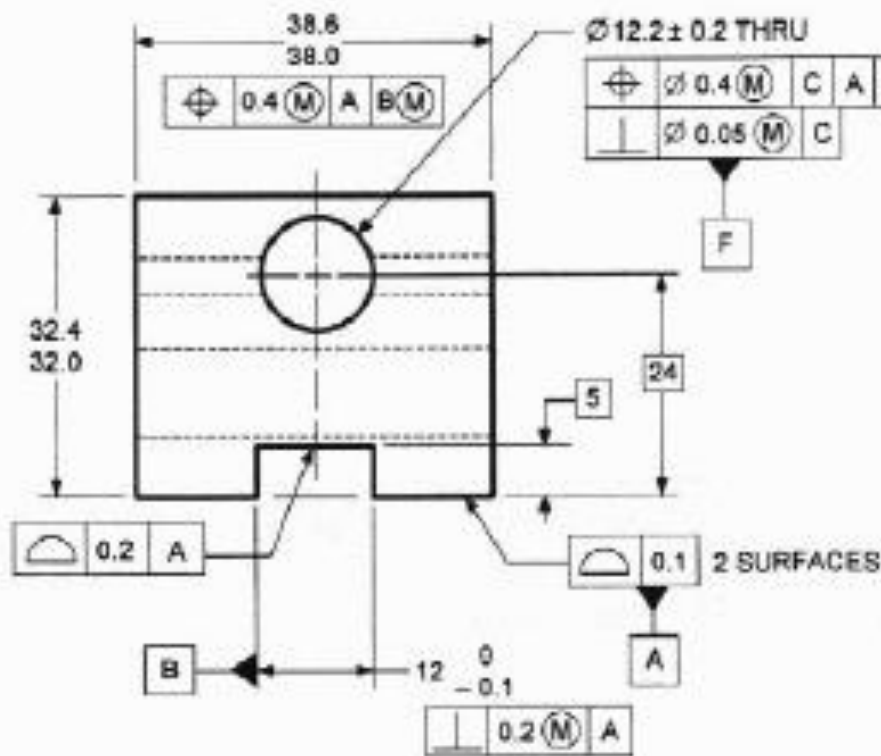 38.6
38.0
⌖ 0.4 Ⓜ A B Ⓜ
Ø 12.2 ± 0.2 THRU
⌖ Ø 0.4 Ⓜ C A
⟂ Ø 0.05 Ⓜ C
F
32.4
32.0
24
5
⌓ 0.2 A
⌓ 0.1 2 SURFACES
A
B
12 0
- 0.1
⟂ 0.2 Ⓜ A